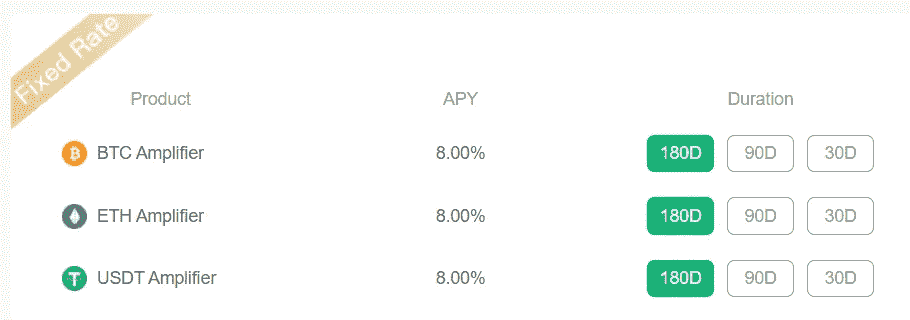 Fixed Rate
Product APY Duration
BTC Amplifier 8.00% 180D 90D 30D
ETH Amplifier 8.00% 180D 90D 30D
USDT Amplifier 8.00% 180D 90D 30D